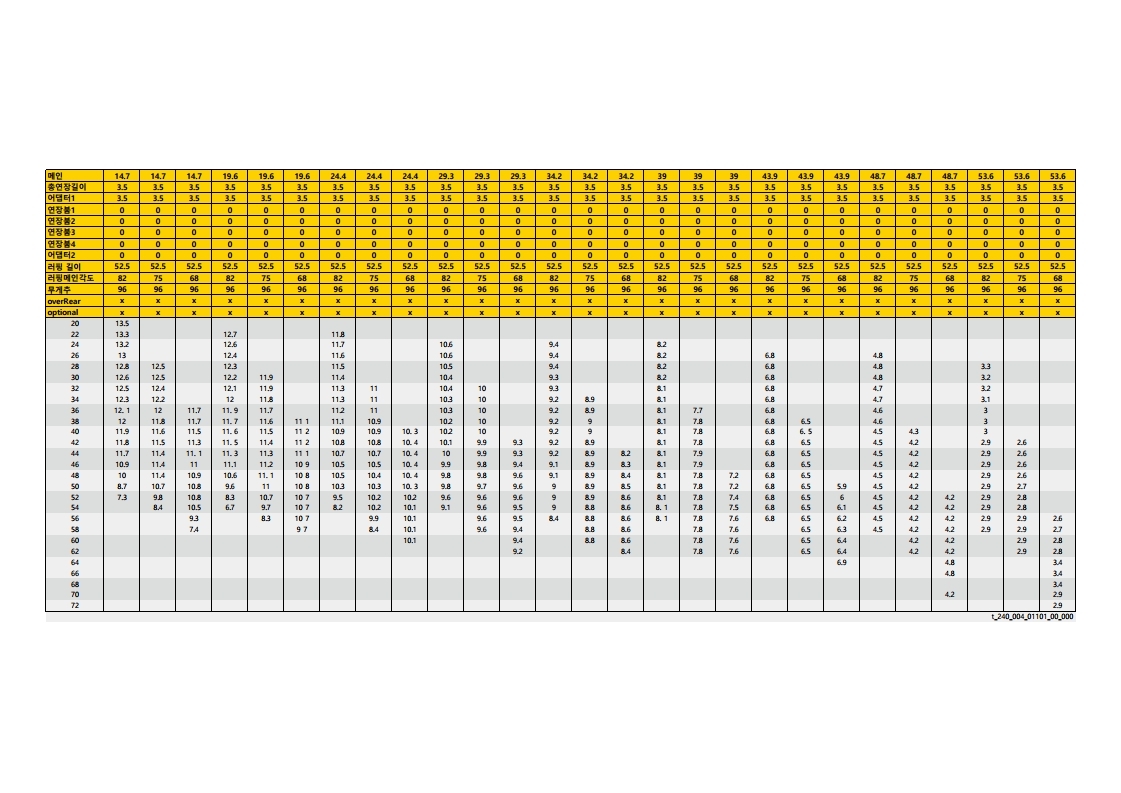 메인 14.7 14.7 14.7 19.6 19.6 19.6 24.4 24.4 24.4 29.3 29.3 29.3 34.2 34.2 34.2 39 39 39 43.9 43.9 43.9 48.7 48.7 48.7 53.6 53.6 53.6
총연장길이 3.5 3.5 3.5 3.5 3.5 3.5 3.5 3.5 3.5 3.5 3.5 3.5 3.5 3.5 3.5 3.5 3.5 3.5 3.5 3.5 3.5 3.5 3.5 3.5 3.5 3.5 3.5
어댑터1 3.5 3.5 3.5 3.5 3.5 3.5 3.5 3.5 3.5 3.5 3.5 3.5 3.5 3.5 3.5 3.5 3.5 3.5 3.5 3.5 3.5 3.5 3.5 3.5 3.5 3.5 3.5
연장붐1 0 0 0 0 0 0 0 0 0 0 0 0 0 0 0 0 0 0 0 0 0 0 0 0 0 0 0
연장붐2 0 0 0 0 0 0 0 0 0 0 0 0 0 0 0 0 0 0 0 0 0 0 0 0 0 0 0
연장붐3 0 0 0 0 0 0 0 0 0 0 0 0 0 0 0 0 0 0 0 0 0 0 0 0 0 0 0
연장붐4 0 0 0 0 0 0 0 0 0 0 0 0 0 0 0 0 0 0 0 0 0 0 0 0 0 0 0
어댑터2 0 0 0 0 0 0 0 0 0 0 0 0 0 0 0 0 0 0 0 0 0 0 0 0 0 0 0
러핑 길이 52.5 52.5 52.5 52.5 52.5 52.5 52.5 52.5 52.5 52.5 52.5 52.5 52.5 52.5 52.5 52.5 52.5 52.5 52.5 52.5 52.5 52.5 52.5 52.5 52.5 52.5 52.5
러핑메인각도 82 75 68 82 75 68 82 75 68 82 75 68 82 75 68 82 75 68 82 75 68 82 75 68 82 75 68
무게추 96 96 96 96 96 96 96 96 96 96 96 96 96 96 96 96 96 96 96 96 96 96 96 96 96 96 96
overRear x x x x x x x x x x x x x x x x x x x x x x x x x x x
optional x x x x x x x x x x x x x x x x x x x x x x x x x x x
20 13.5
22 13.3 12.7 11.8
24 13.2 12.6 11.7 10.6 9.4 8.2
26 13 12.4 11.6 10.6 9.4 8.2 6.8 4.8
28 12.8 12.5 12.3 11.5 10.5 9.4 8.2 6.8 4.8 3.3
30 12.6 12.5 12.2 11.9 11.4 10.4 9.3 8.2 6.8 4.8 3.2
32 12.5 12.4 12.1 11.9 11.3 11 10.4 10 9.3 8.1 6.8 4.7 3.2
34 12.3 12.2 12 11.8 11.3 11 10.3 10 9.2 8.9 8.1 6.8 4.7 3.1
36 12. 1 12 11.7 11. 9 11.7 11.2 11 10.3 10 9.2 8.9 8.1 7.7 6.8 4.6 3
38 12 11.8 11.7 11. 7 11.6 11 1 11.1 10.9 10.2 10 9.2 9 8.1 7.8 6.8 6.5 4.6 3
40 11.9 11.6 11.5 11. 6 11.5 11 2 10.9 10.9 10. 3 10.2 10 9.2 9 8.1 7.8 6.8 6. 5 4.5 4.3 3
42 11.8 11.5 11.3 11. 5 11.4 11 2 10.8 10.8 10. 4 10.1 9.9 9.3 9.2 8.9 8.1 7.8 6.8 6.5 4.5 4.2 2.9 2.6
44 11.7 11.4 11. 1 11. 3 11.3 11 1 10.7 10.7 10. 4 10 9.9 9.3 9.2 8.9 8.2 8.1 7.9 6.8 6.5 4.5 4.2 2.9 2.6
46 10.9 11.4 11 11.1 11.2 10 9 10.5 10.5 10. 4 9.9 9.8 9.4 9.1 8.9 8.3 8.1 7.9 6.8 6.5 4.5 4.2 2.9 2.6
48 10 11.4 10.9 10.6 11. 1 10 8 10.5 10.4 10. 4 9.8 9.8 9.6 9.1 8.9 8.4 8.1 7.8 7.2 6.8 6.5 4.5 4.2 2.9 2.6
50 8.7 10.7 10.8 9.6 11 10 8 10.3 10.3 10. 3 9.8 9.7 9.6 9 8.9 8.5 8.1 7.8 7.2 6.8 6.5 5.9 4.5 4.2 2.9 2.7
52 7.3 9.8 10.8 8.3 10.7 10 7 9.5 10.2 10.2 9.6 9.6 9.6 9 8.9 8.6 8.1 7.8 7.4 6.8 6.5 6 4.5 4.2 4.2 2.9 2.8
54 8.4 10.5 6.7 9.7 10 7 8.2 10.2 10.1 9.1 9.6 9.5 9 8.8 8.6 8. 1 7.8 7.5 6.8 6.5 6.1 4.5 4.2 4.2 2.9 2.8
56 9.3 8.3 10 7 9.9 10.1 9.6 9.5 8.4 8.8 8.6 8. 1 7.8 7.6 6.8 6.5 6.2 4.5 4.2 4.2 2.9 2.9 2.6
58 7.4 9 7 8.4 10.1 9.6 9.4 8.8 8.6 7.8 7.6 6.5 6.3 4.5 4.2 4.2 2.9 2.9 2.7
60 10.1 9.4 8.8 8.6 7.8 7.6 6.5 6.4 4.2 4.2 2.9 2.8
62 9.2 8.4 7.8 7.6 6.5 6.4 4.2 4.2 2.9 2.8
64 6.9 4.8 3.4
66 4.8 3.4
68 3.4
70 4.2 2.9
72 2.9
t_240_004_01101_00_000